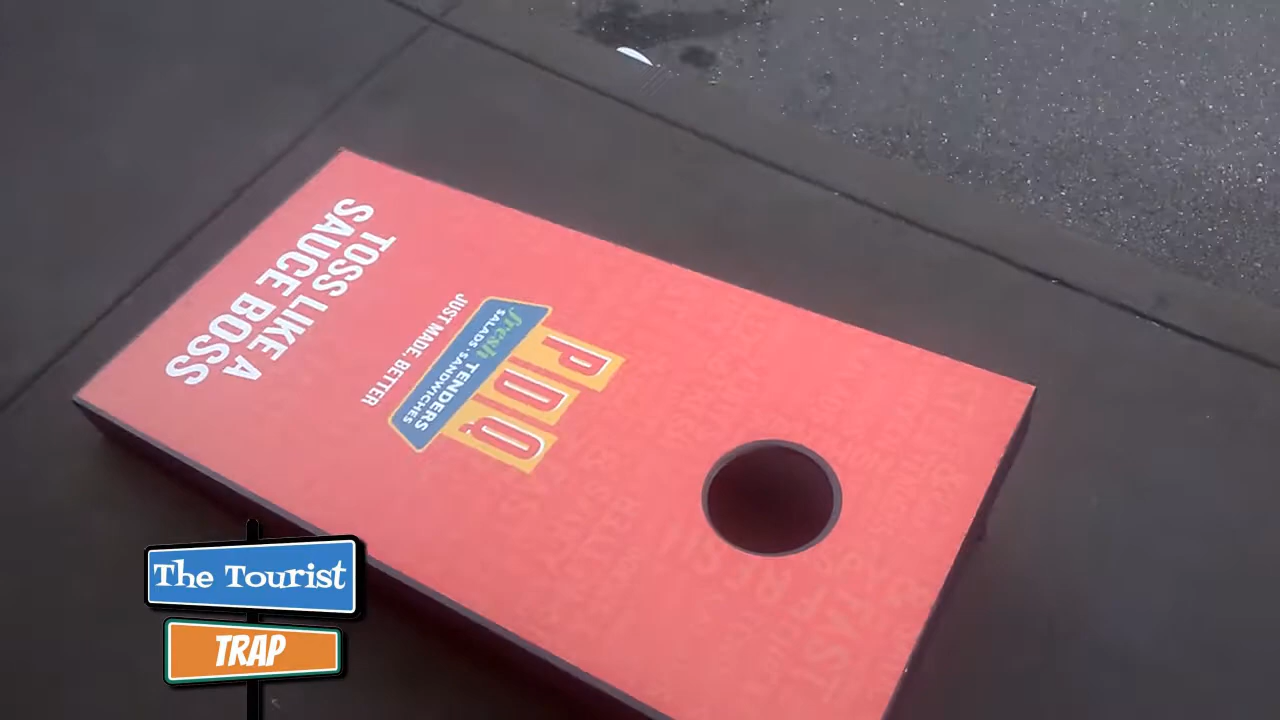 TOSS LIKE A
SAUCE BOSS
JUST MADE. BETTER
fresh TENDERS
SALADS • SANDWICHES
PDQ
The Tourist
TRAP